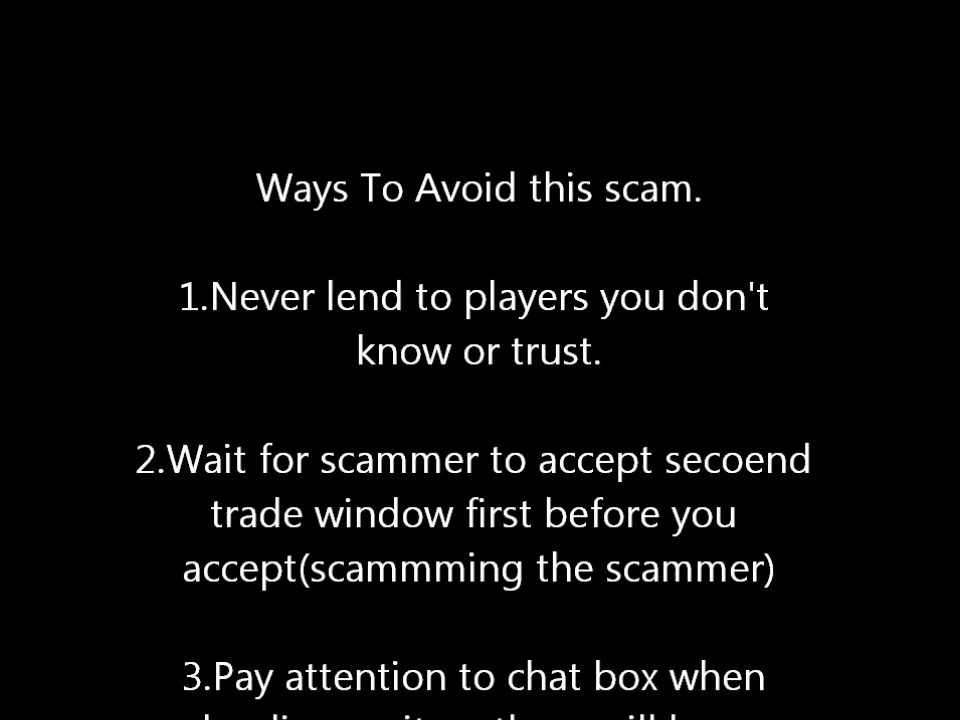 Ways To Avoid this scam.
1.Never lend to players you don't
know or trust.
2.Wait for scammer to accept secoend
trade window first before you
accept(scammming the scammer)
3.Pay attention to chat box when